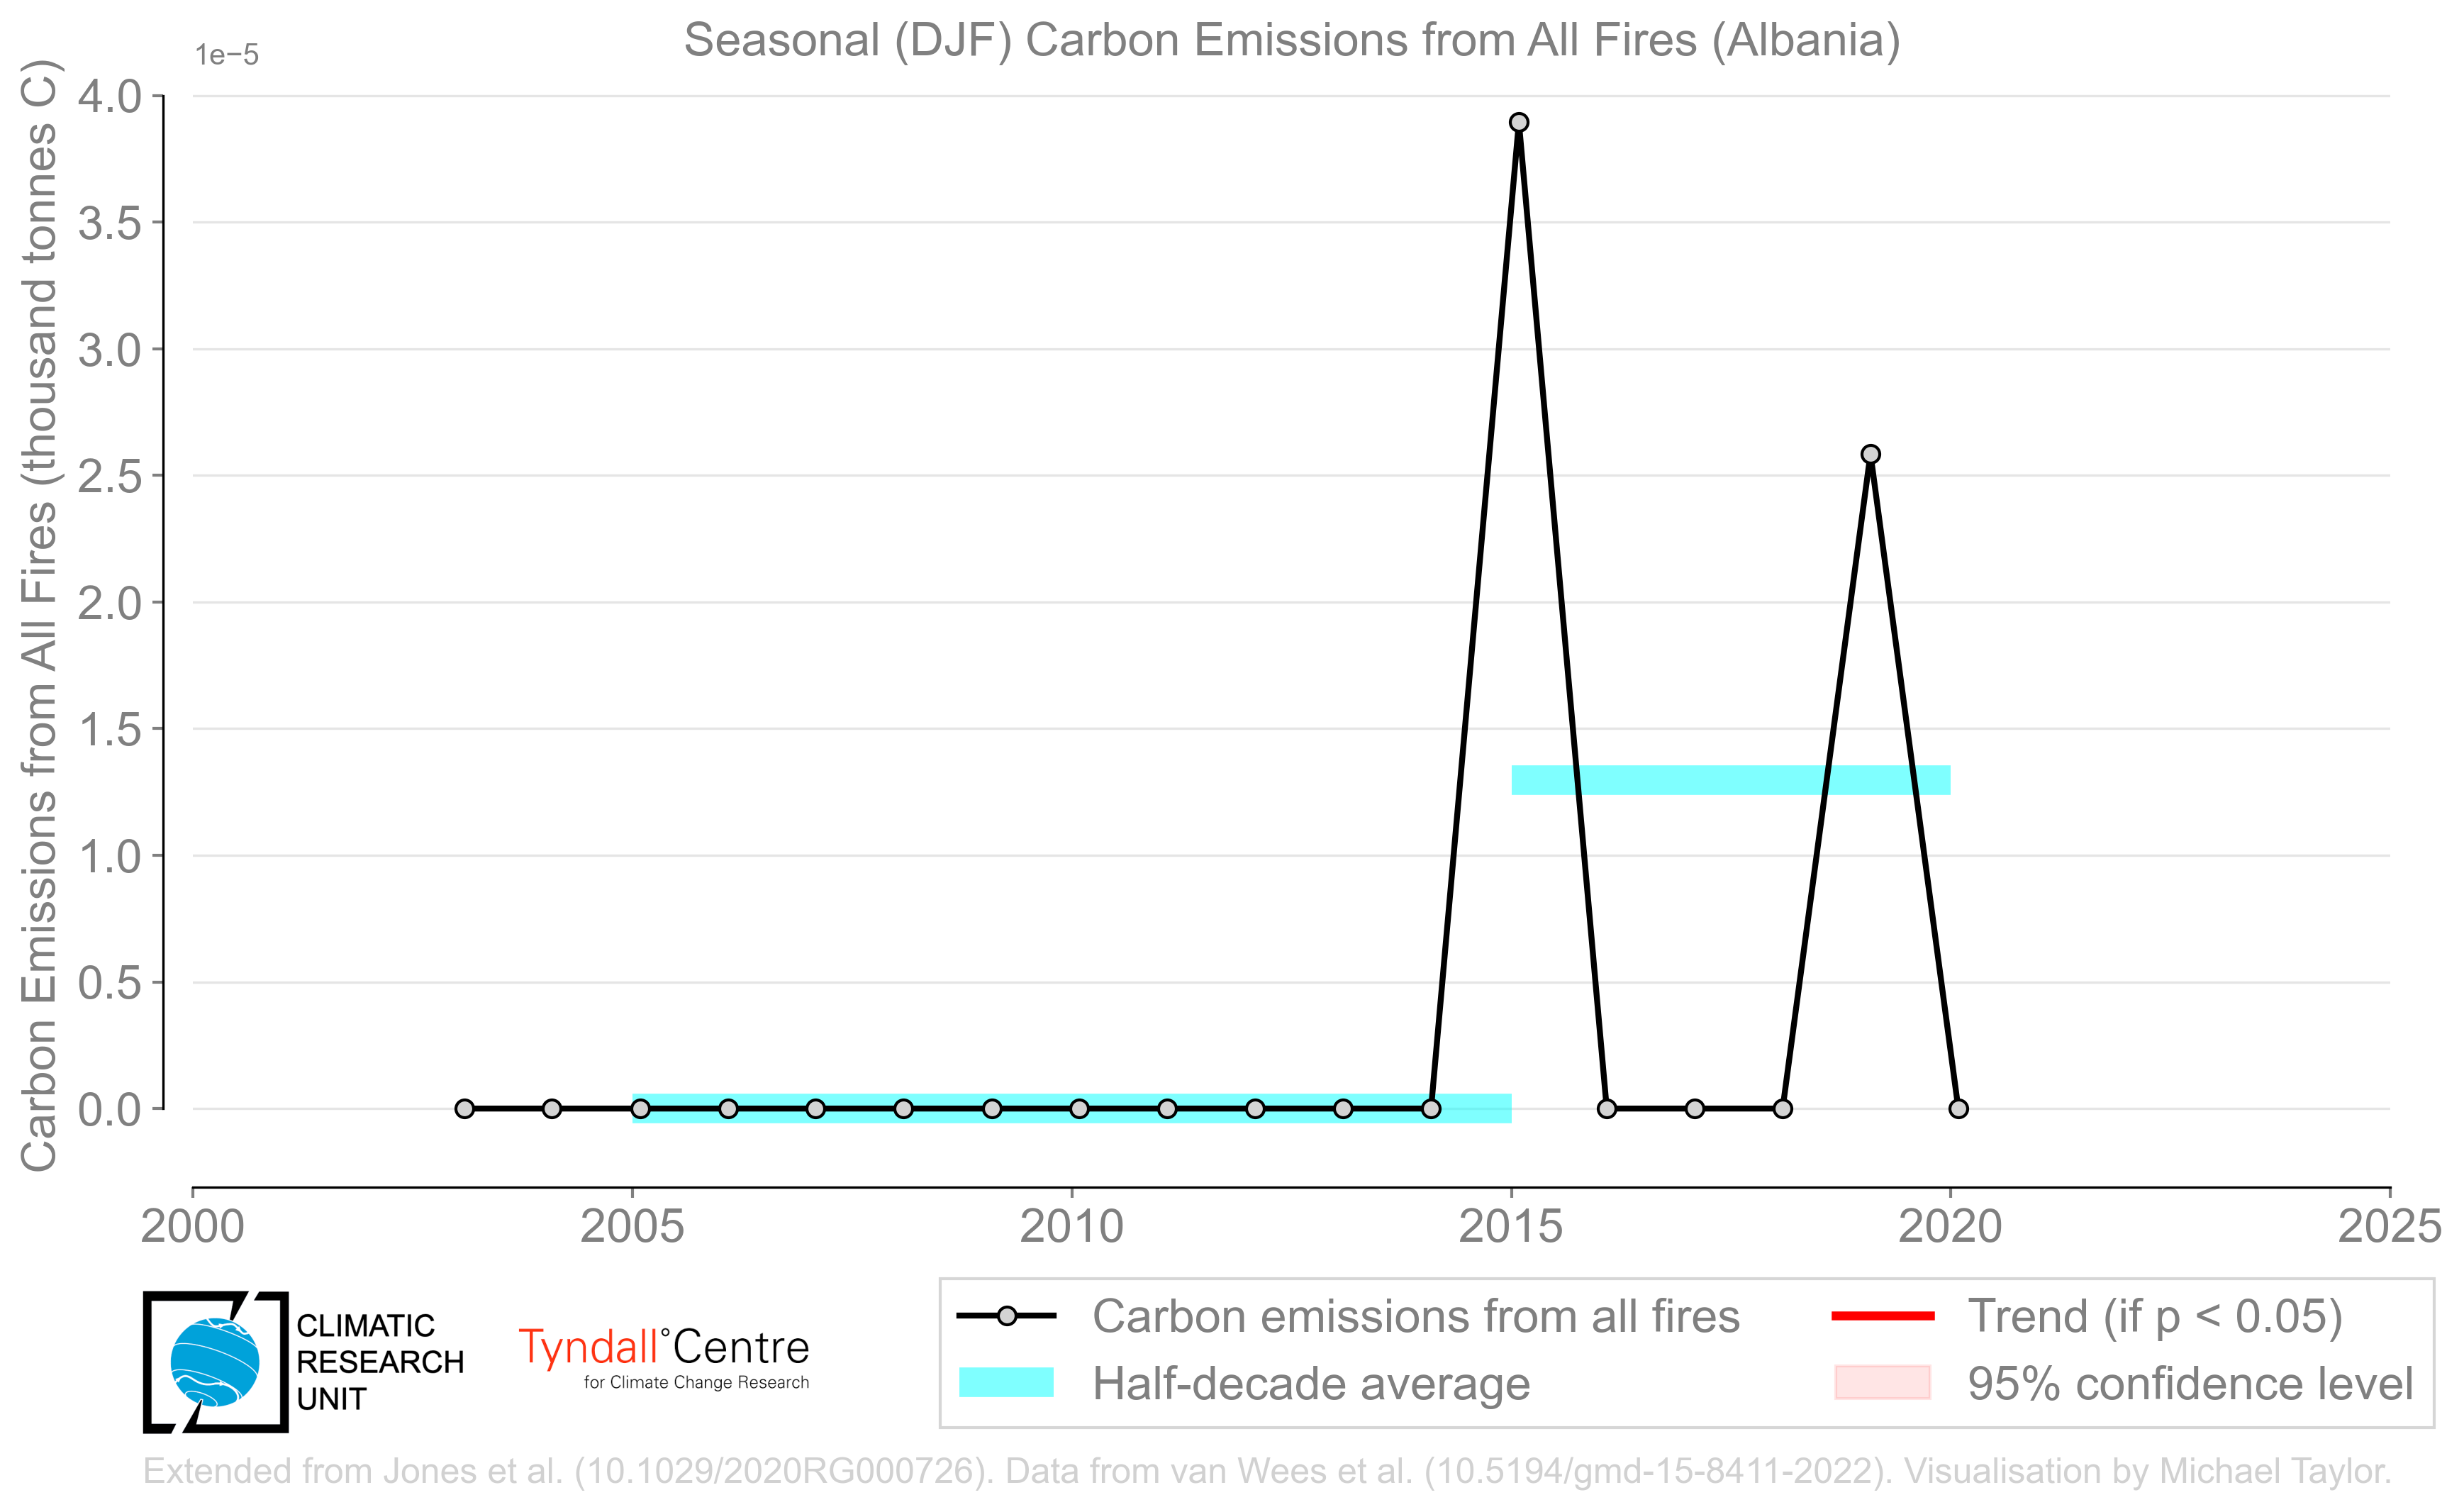 Seasonal (DJF) Carbon Emissions from All Fires (Albania)
1e−5
Carbon Emissions from All Fires (thousand tonnes C)
4.0
3.5
3.0
2.5
2.0
1.5
1.0
0.5
0.0
2000 2005 2010 2015 2020 2025
CLIMATIC
RESEARCH
UNIT
Tyndall°Centre
for Climate Change Research
Carbon emissions from all fires
Half-decade average
Trend (if p < 0.05)
95% confidence level
Extended from Jones et al. (10.1029/2020RG000726). Data from van Wees et al. (10.5194/gmd-15-8411-2022). Visualisation by Michael Taylor.